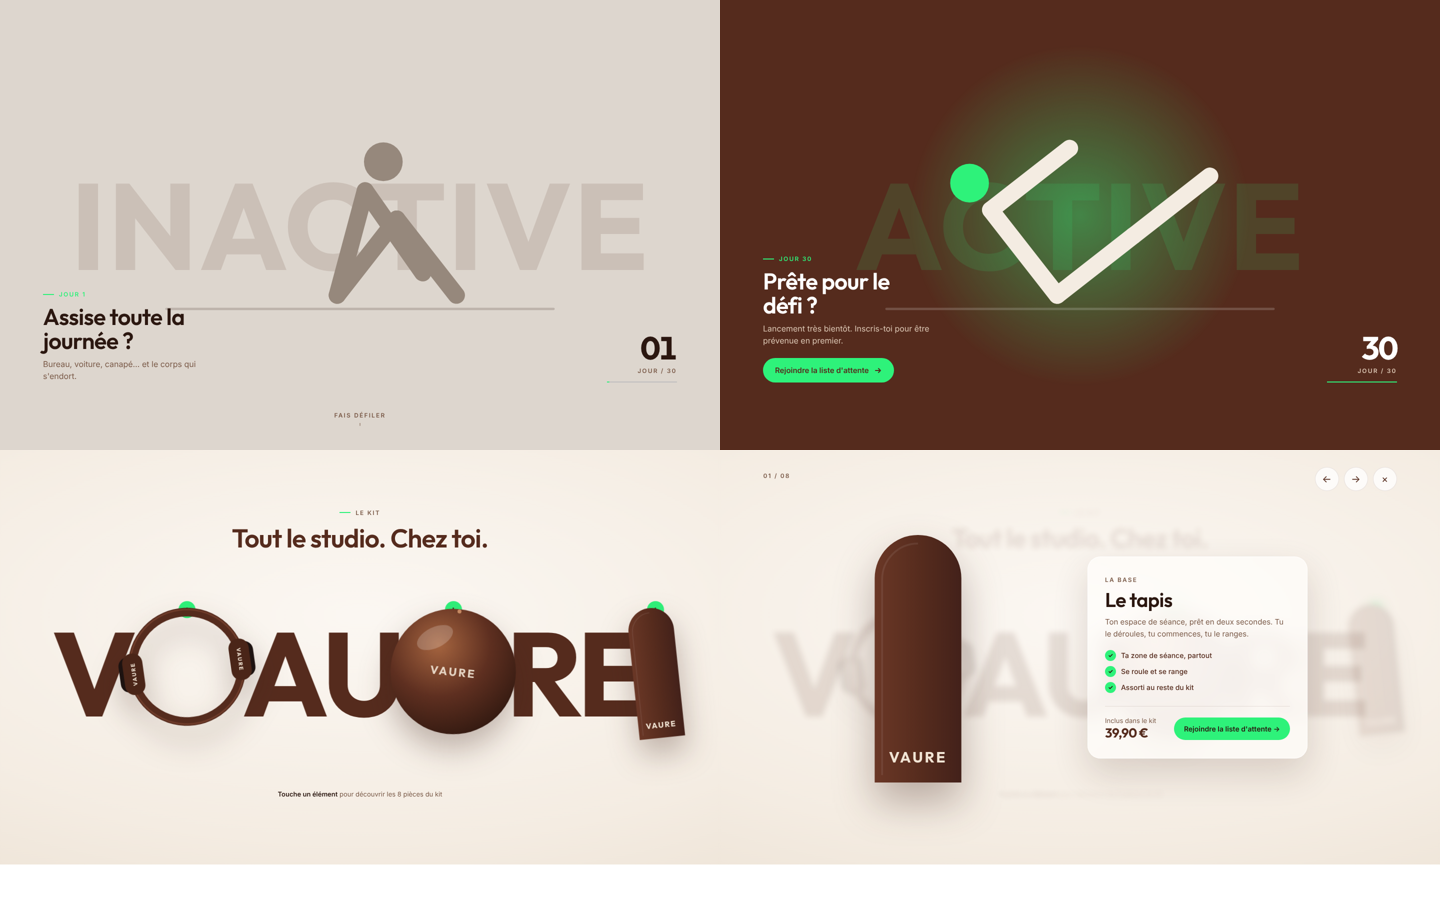 INACTIVE
JOUR 1
Assise toute la
journée ?
Bureau, voiture, canapé... et le corps qui
s'endort.
01
JOUR / 30
FAIS DÉFILER
ACTIVE
JOUR 30
Prête pour le
défi ?
Lancement très bientôt. Inscris-toi pour être
prévenue en premier.
Rejoindre la liste d'attente →
30
JOUR / 30
LE KIT
Tout le studio. Chez toi.
V AU RE
VAURE
VAURE
VAURE
VAURE
Touche un élément pour découvrir les 8 pièces du kit
01 / 08
← → ×
Tout le studio. Chez toi.
VAURE
LA BASE
Le tapis
Ton espace de séance, prêt en deux secondes. Tu
le déroules, tu commences, tu le ranges.
Ta zone de séance, partout
Se roule et se range
Assorti au reste du kit
Inclus dans le kit
39,90 €
Rejoindre la liste d'attente →